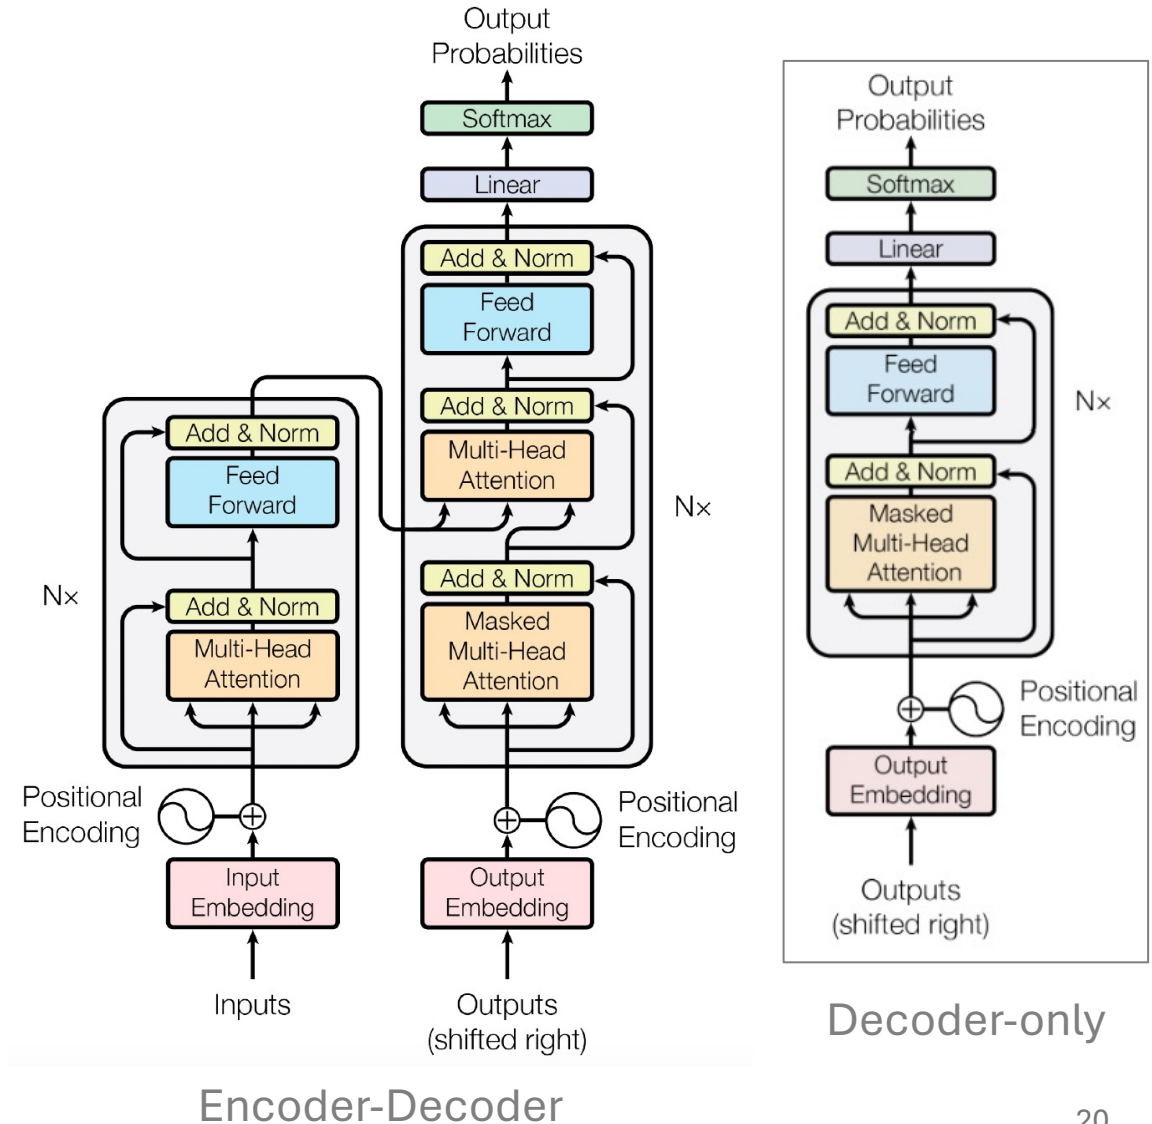 Output
Probabilities
Softmax
Linear
Add & Norm
Feed
Forward
Add & Norm
Multi-Head
Attention
Nx
Add & Norm
Masked
Multi-Head
Attention
Add & Norm
Feed
Forward
Nx
Add & Norm
Multi-Head
Attention
Positional
Encoding
Positional
Encoding
Input
Embedding
Output
Embedding
Inputs
Outputs
(shifted right)
Encoder-Decoder
Output
Probabilities
Softmax
Linear
Add & Norm
Feed
Forward
Nx
Add & Norm
Masked
Multi-Head
Attention
Positional
Encoding
Output
Embedding
Outputs
(shifted right)
Decoder-only
20